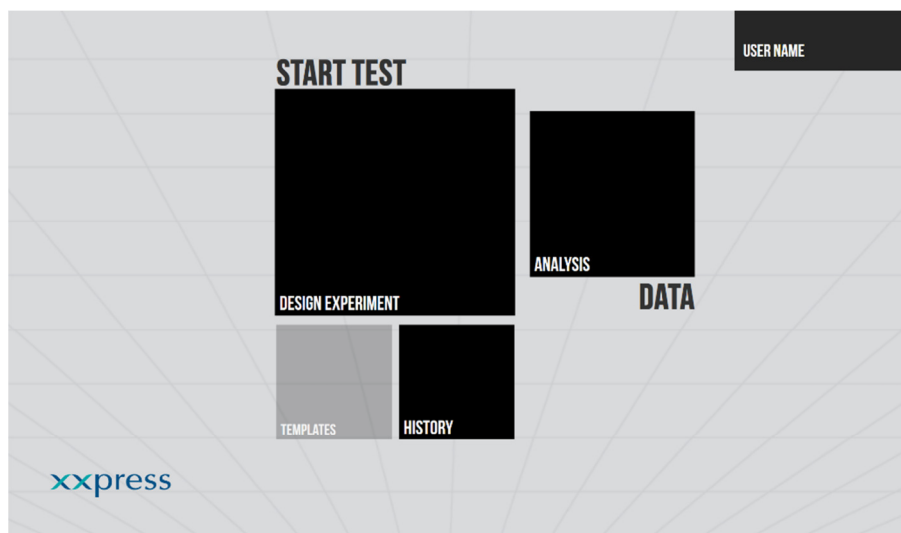 USER NAME
START TEST
DESIGN EXPERIMENT
ANALYSIS
DATA
TEMPLATES
HISTORY
xxpress